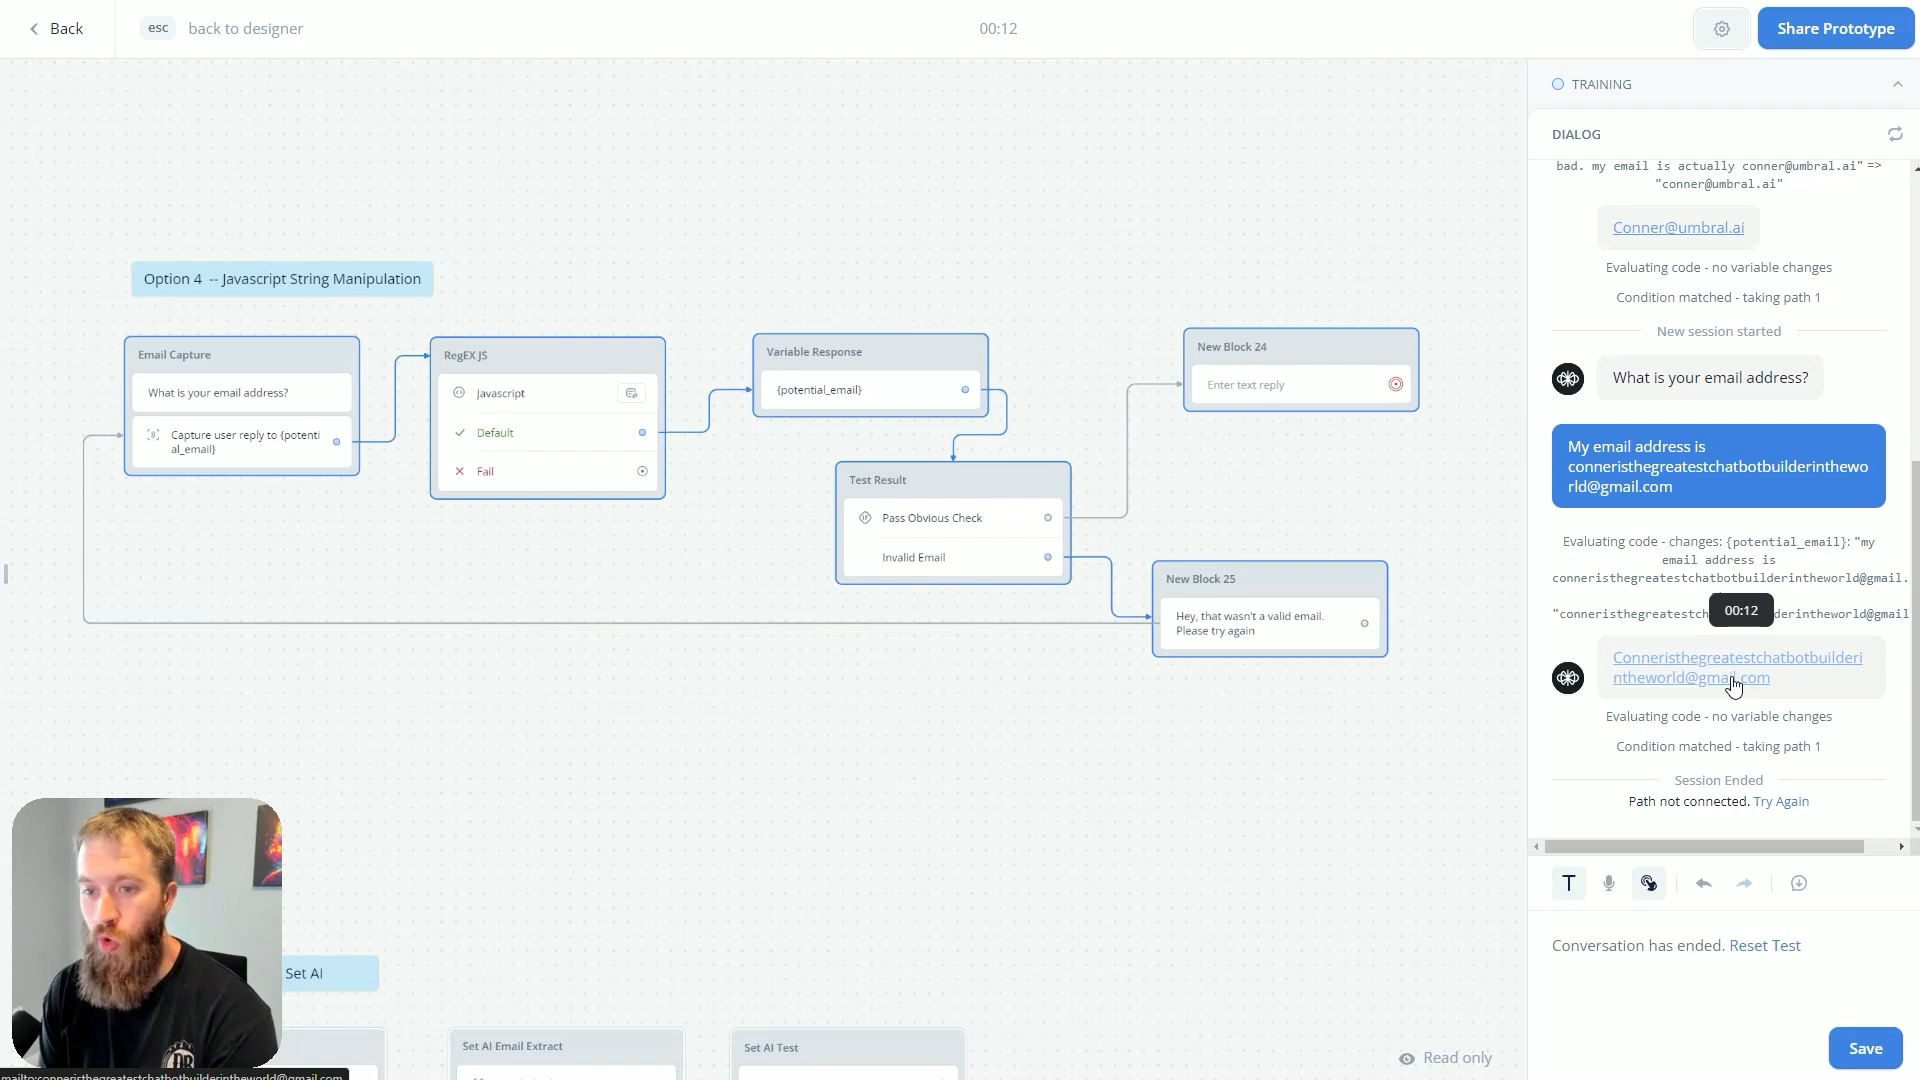 Back
esc back to designer
00:12
Share Prototype
TRAINING
DIALOG
bad. my email is actually conner@umbral.ai" =>
"conner@umbral.ai"
Conner@umbral.ai
Evaluating code - no variable changes
Condition matched - taking path 1
New session started
What is your email address?
My email address is
conneristhegreatestchatbotbuilderinthewo
rld@gmail.com
Evaluating code - changes: {potential_email}: "my
email address is
conneristhegreatestchatbotbuilderintheworld@gmail.
00:12
Conneristhegreatestchatbotbuilderi
ntheworld@gmail.com
Evaluating code - no variable changes
Condition matched - taking path 1
Session Ended
Path not connected. Try Again
T
Conversation has ended. Reset Test
Save
Option 4 -- Javascript String Manipulation
Email Capture
What is your email address?
Capture user reply to {potenti
al_email}
RegEX JS
Javascript
Default
Fail
Variable Response
{potential_email}
Test Result
Pass Obvious Check
Invalid Email
New Block 24
Enter text reply
New Block 25
Hey, that wasn't a valid email.
Please try again
Set AI
Set AI Email Extract
Set AI Test
Read only